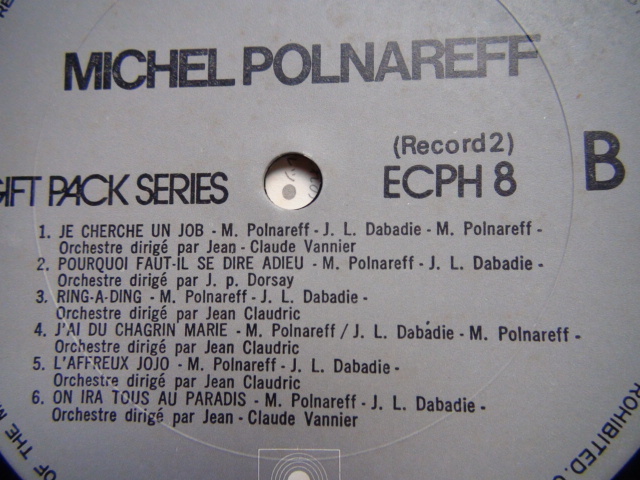 MICHEL POLNAREFF
(Record 2)
GIFT PACK SERIES
ECPH 8
B
1. JE CHERCHE UN JOB - M. Polnareff - J. L. Dabadie - M. Polnareff -
Orchestre dirigé par Jean - Claude Vannier
2. POURQUOI FAUT-IL SE DIRE ADIEU - M. Polnareff - J. L. Dabadie -
Orchestre dirigé par J. p. Dorsay
3. RING-A-DING - M. Polnareff - J. L. Dabadie -
Orchestre dirigé par Jean Claudric
4. J'AI DU CHAGRIN MARIE - M. Polnareff / J. L. Dabadie - M. Polnareff -
Orchestre dirigé par Jean Claudric
5. L'AFFREUX JOJO - M. Polnareff - J. L. Dabadie -
Orchestre dirigé par Jean Claudric
6. ON IRA TOUS AU PARADIS - M. Polnareff - J. L. Dabadie -
Orchestre dirigé par Jean - Claude Vannier
OF THE
PROHIBITED.